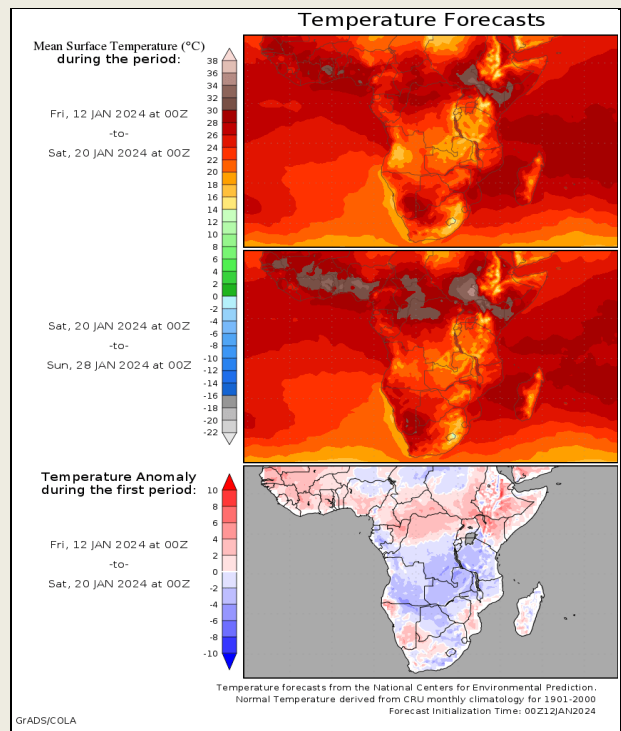 Temperature Forecasts
Mean Surface Temperature (°C)
during the period:
Fri, 12 JAN 2024 at 00Z
-to-
Sat, 20 JAN 2024 at 00Z
38
36
34
32
30
28
26
24
22
20
18
16
14
12
10
8
6
4
2
0
-2
-4
-6
-8
-10
-12
-14
-16
-18
-20
-22
Sat, 20 JAN 2024 at 00Z
-to-
Sun, 28 JAN 2024 at 00Z
Temperature Anomaly
during the first period:
Fri, 12 JAN 2024 at 00Z
-to-
Sat, 20 JAN 2024 at 00Z
10
8
6
4
2
0
-2
-4
-6
-8
-10
Temperature forecasts from the National Centers for Environmental Prediction.
Normal Temperature derived from CRU monthly climatology for 1901-2000
Forecast Initialization Time: 00Z12JAN2024
GrADS/COLA